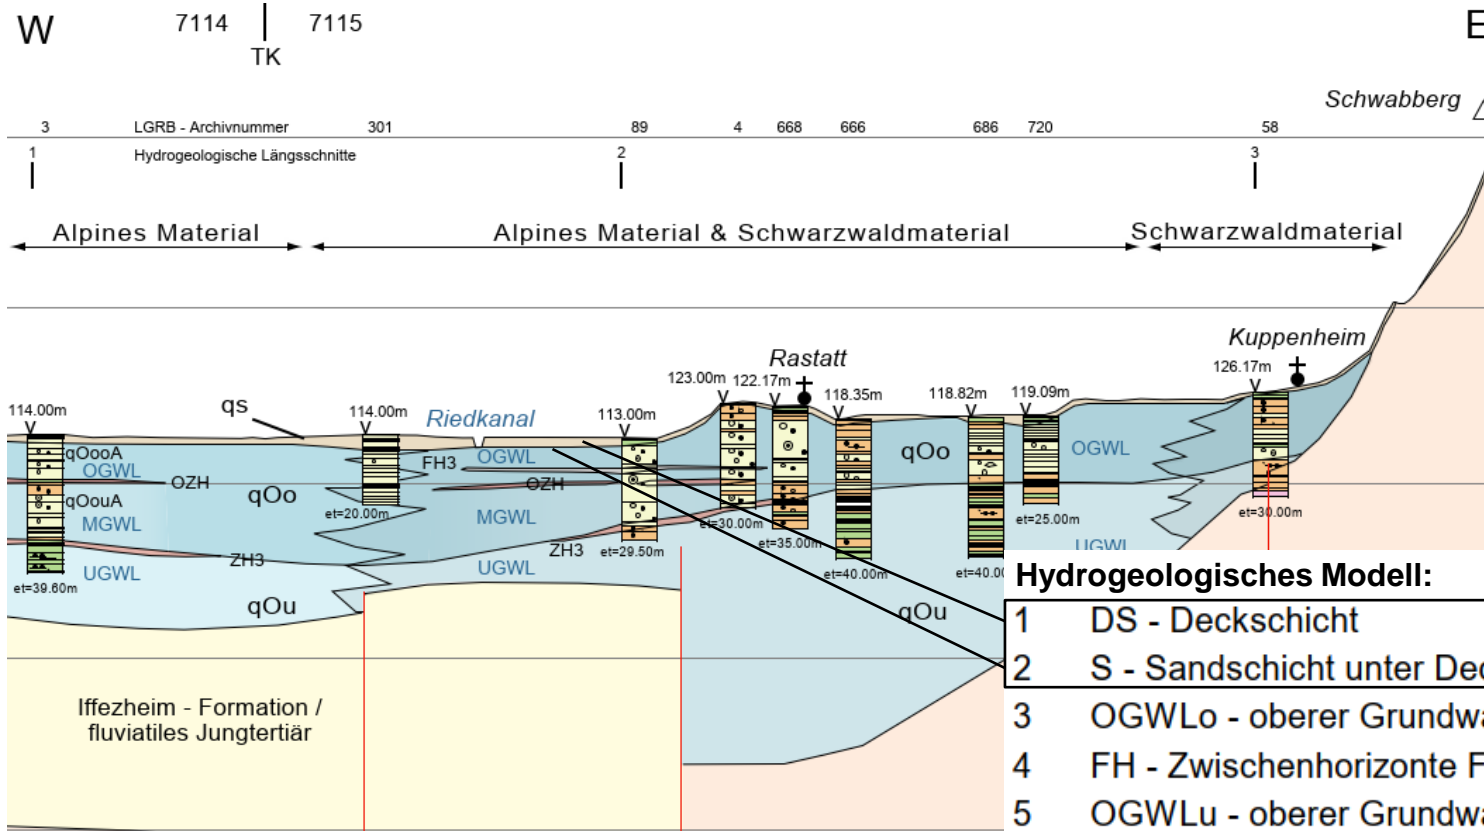 W 7114 7115 E
TK
Schwabberg
3 LGRB - Archivnummer 301 89 4 668 666 686 720 58
1 Hydrogeologische Längsschnitte 2 3
Alpines Material Alpines Material & Schwarzwaldmaterial Schwarzwaldmaterial
Kuppenheim
Rastatt
126.17m
123.00m 122.17m 118.35m 118.82m 119.09m
114.00m qs 114.00m Riedkanal 113.00m
qOooA OGWL OGWL qOo OGWL
OGWL FH3
OZH OZH
qOouA qOo
MGWL et=20.00m MGWL et=30.00m et=25.00m et=30.00m
ZH3 ZH3 et=29.50m et=35.00m UGWL
UGWL UGWL et=40.00m et=40.00
et=39.60m
qOu qOu
Hydrogeologisches Modell:
1 DS - Deckschicht
2 S - Sandschicht unter
3 OGWLo - oberer
4 FH - Zwischenhorizonte
5 OGWLu - oberer
Iffezheim - Formation /
fluviatiles Jungtertiär